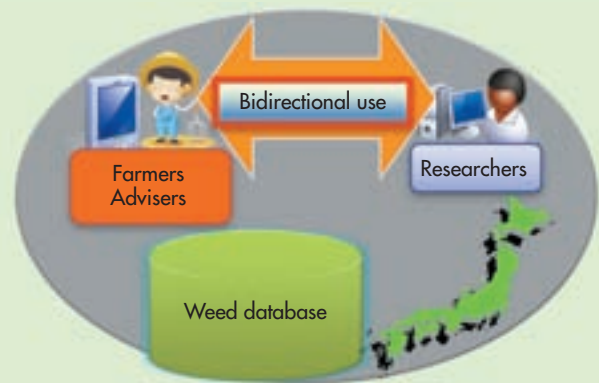 Bidirectional use
Farmers
Advisers
Researchers
Weed database